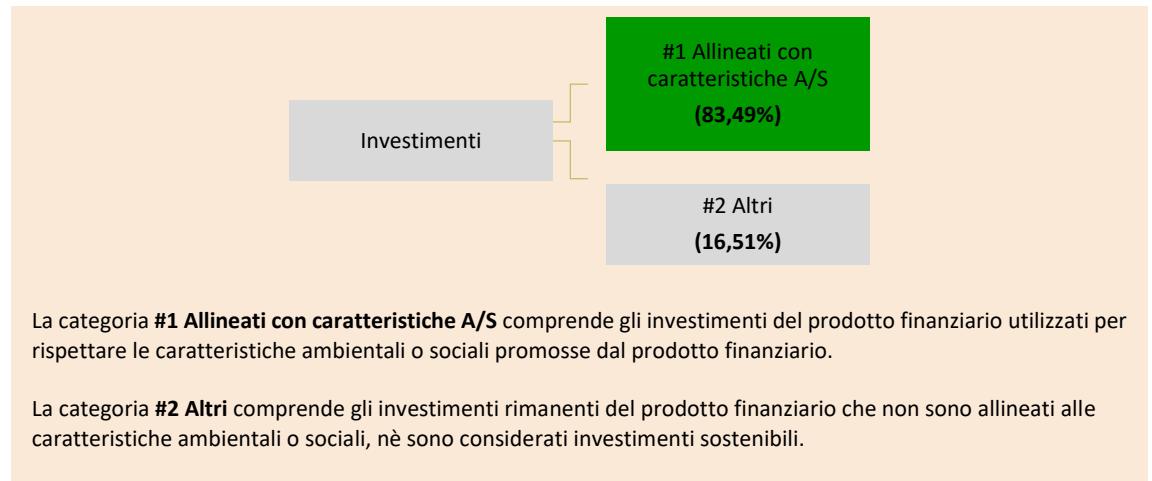 #1 Allineati con
caratteristiche A/S
(83,49%)
Investimenti
#2 Altri
(16,51%)
La categoria #1 Allineati con caratteristiche A/S comprende gli investimenti del prodotto finanziario utilizzati per
rispettare le caratteristiche ambientali o sociali promosse dal prodotto finanziario.
La categoria #2 Altri comprende gli investimenti rimanenti del prodotto finanziario che non sono allineati alle
caratteristiche ambientali o sociali, nè sono considerati investimenti sostenibili.